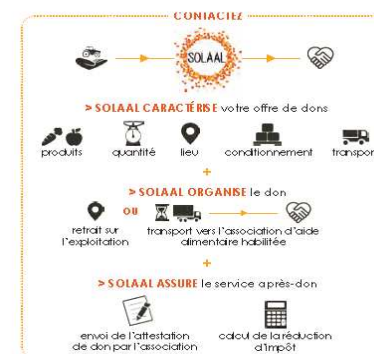 CONTACTEZ
SOLAAL
> SOLAAL CARACTÉRISE votre offre de dons
produits quantité lieu conditionnement transpor
+
> SOLAAL ORGANISE le don
OU
retrait sur l'exploitation
transport vers l'association d'aide alimentaire habilitée
+
> SOLAAL ASSURE le service après-don
envoi de l'attestation de don par l'association
calcul de la réduction d'impôt